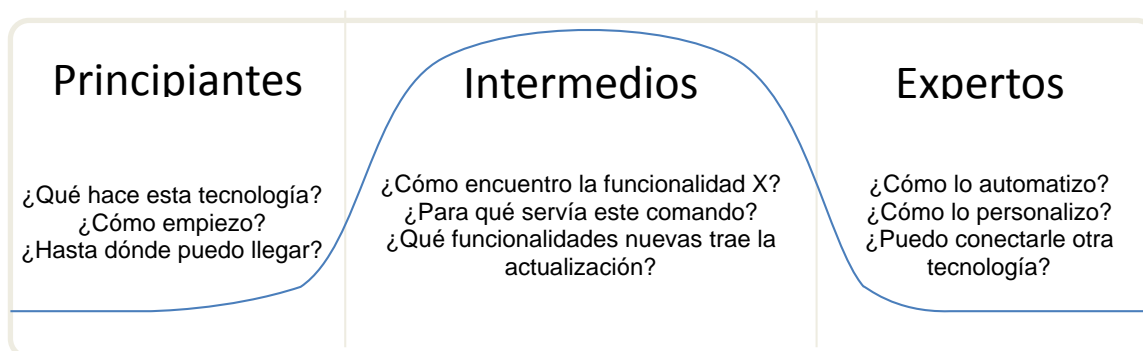 Principiantes
¿Qué hace esta tecnología?
¿Cómo empiezo?
¿Hasta dónde puedo llegar?
Intermedios
¿Cómo encuentro la funcionalidad X?
¿Para qué servía este comando?
¿Qué funcionalidades nuevas trae la
actualización?
Expertos
¿Cómo lo automatizo?
¿Cómo lo personalizo?
¿Puedo conectarle otra
tecnología?